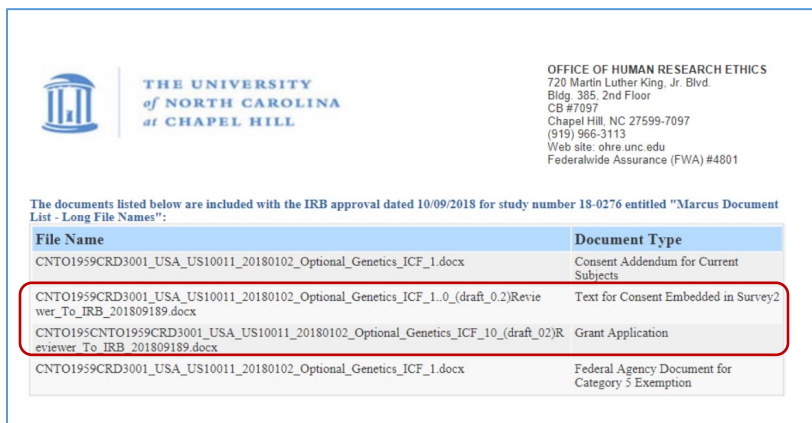 THE UNIVERSITY
of NORTH CAROLINA
at CHAPEL HILL
OFFICE OF HUMAN RESEARCH ETHICS
720 Martin Luther King, Jr. Blvd.
Bldg. 385, 2nd Floor
CB #7097
Chapel Hill, NC 27599-7097
(919) 966-3113
Web site: ohre.unc.edu
Federalwide Assurance (FWA) #4801
The documents listed below are included with the IRB approval dated 10/09/2018 for study number 18-0276 entitled "Marcus Document
List - Long File Names":
File Name
Document Type
CNTO1959CRD3001_USA_US10011_20180102_Optional_Genetics_ICF_1.docx
Consent Addendum for Current
Subjects
CNTO1959CRD3001_USA_US10011_20180102_Optional_Genetics_ICF_1..0_(draft_0.2)Revie
wer_To_IRB_201809189.docx
Text for Consent Embedded in Survey2
CNTO195CNTO1959CRD3001_USA_US10011_20180102_Optional_Genetics_ICF_10_(draft_02)R
eviewer_To_IRB_201809189.docx
Grant Application
CNTO1959CRD3001_USA_US10011_20180102_Optional_Genetics_ICF_1.docx
Federal Agency Document for
Category 5 Exemption